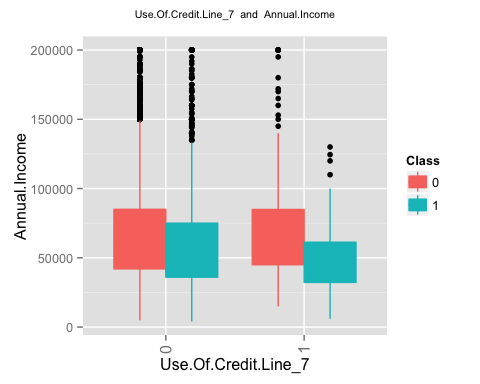 Use.Of.Credit.Line_7 and Annual.Income
200000
150000
100000
50000
0
Annual.Income
0
1
Use.Of.Credit.Line_7
Class
0
1